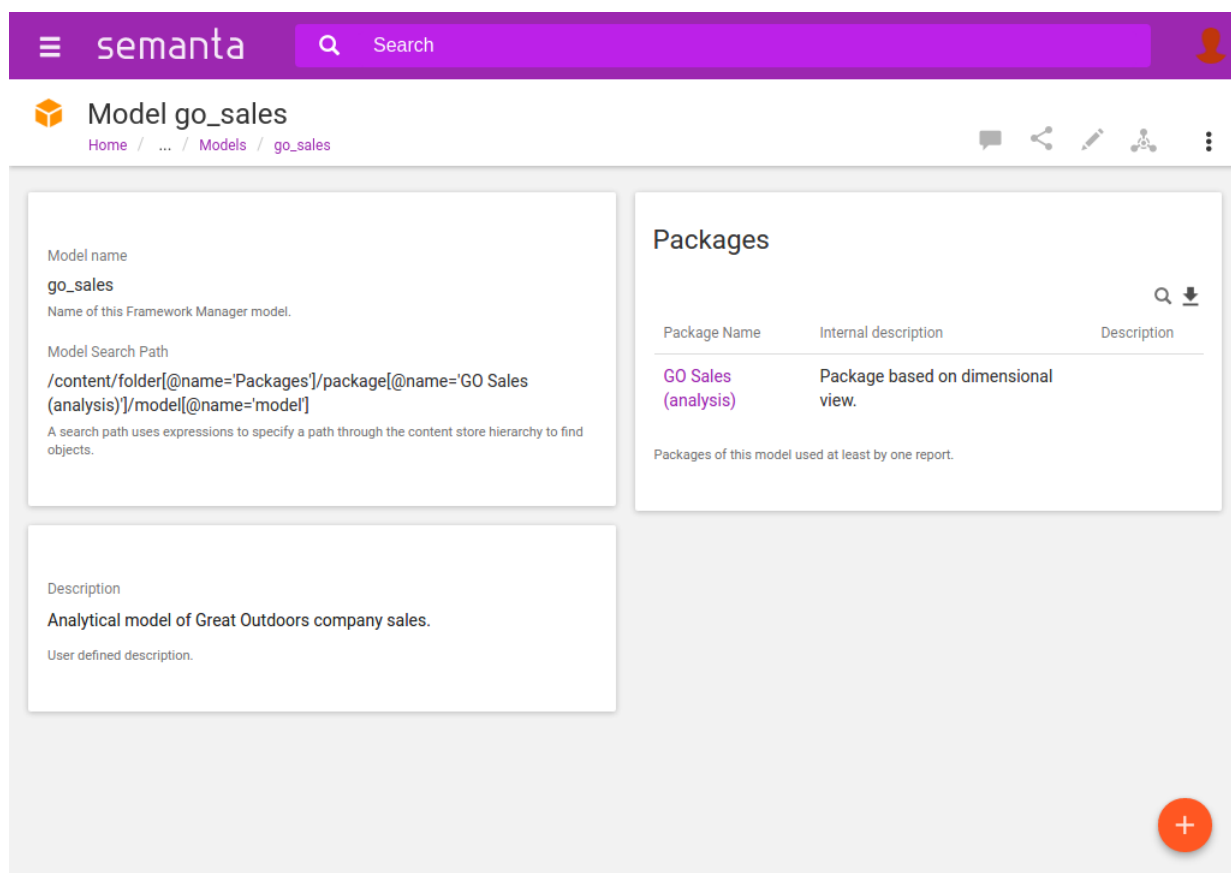 semanta
Search
Model go_sales
Home / ... / Models / go_sales
Model name
go_sales
Name of this Framework Manager model.
Model Search Path
/content/folder[@name='Packages']/package[@name='GO Sales
(analysis)']/model[@name='model']
A search path uses expressions to specify a path through the content store hierarchy to find
objects.
Description
Analytical model of Great Outdoors company sales.
User defined description.
Packages
Package Name Internal description Description
GO Sales Package based on dimensional
(analysis) view.
Packages of this model used at least by one report.